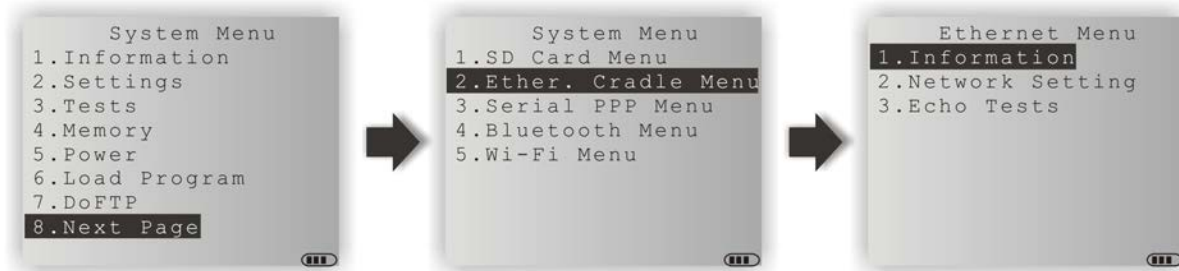 System Menu
1.Information
2.Settings
3.Tests
4.Memory
5.Power
6.Load Program
7.DoFTP
8.Next Page
System Menu
1.SD Card Menu
2.Ether. Cradle Menu
3.Serial PPP Menu
4.Bluetooth Menu
5.Wi-Fi Menu
Ethernet Menu
1.Information
2.Network Setting
3.Echo Tests